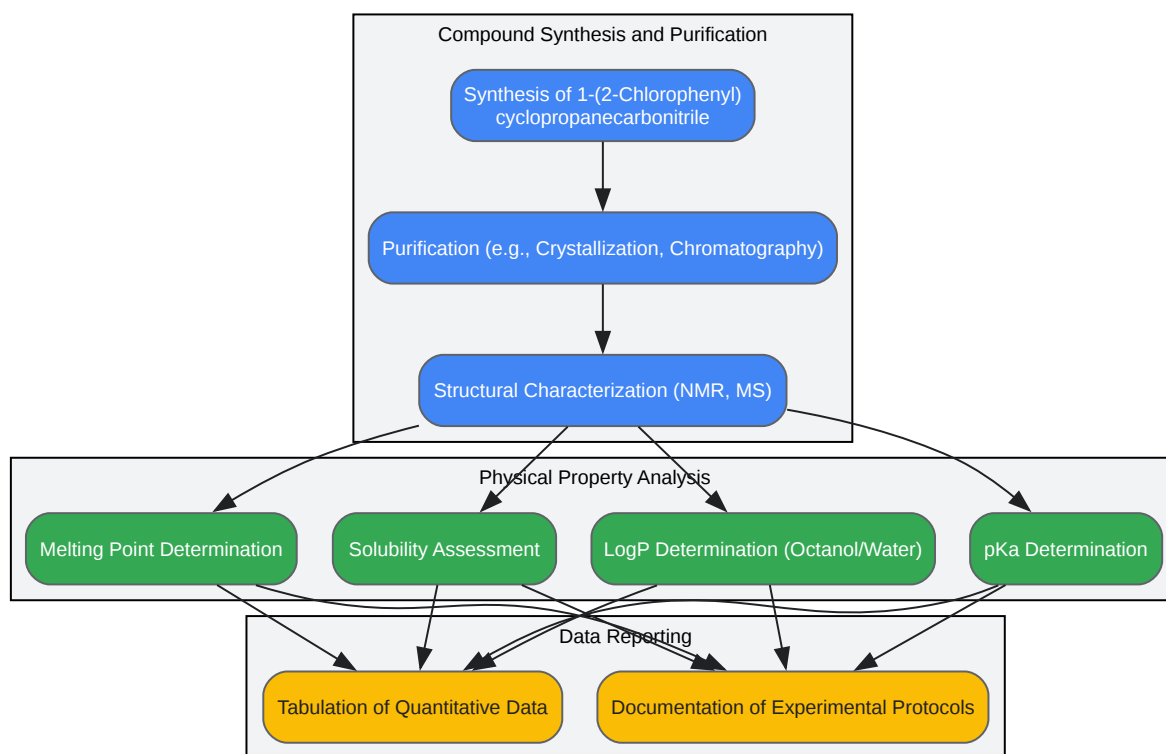 Compound Synthesis and Purification
Synthesis of 1-(2-Chlorophenyl)
cyclopropanecarbonitrile
Purification (e.g., Crystallization, Chromatography)
Structural Characterization (NMR, MS)
Physical Property Analysis
Melting Point Determination
Solubility Assessment
LogP Determination (Octanol/Water)
pKa Determination
Data Reporting
Tabulation of Quantitative Data
Documentation of Experimental Protocols